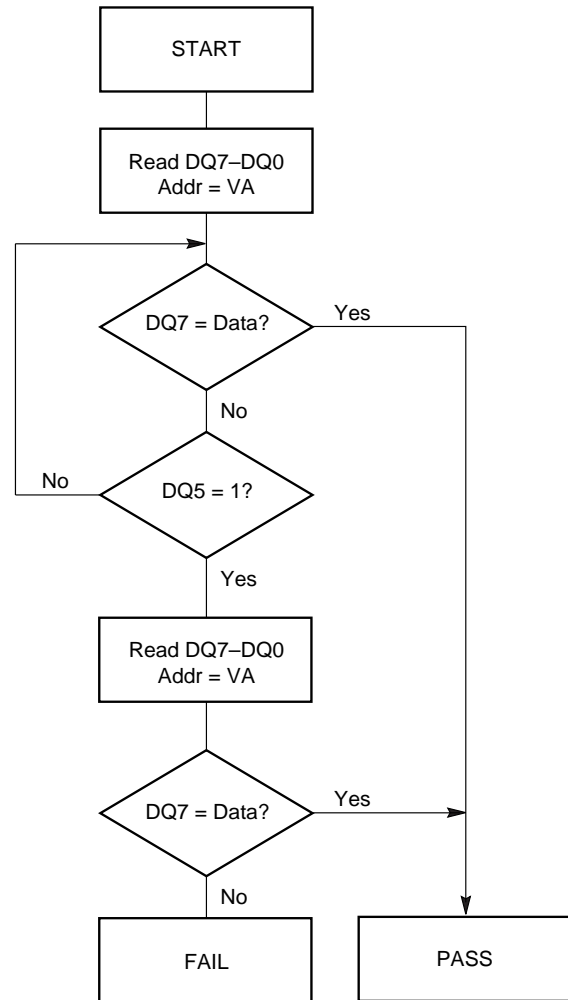 START
Read DQ7–DQ0
Addr = VA
DQ7 = Data?
Yes
No
No
DQ5 = 1?
Yes
Read DQ7–DQ0
Addr = VA
DQ7 = Data?
Yes
No
FAIL
PASS